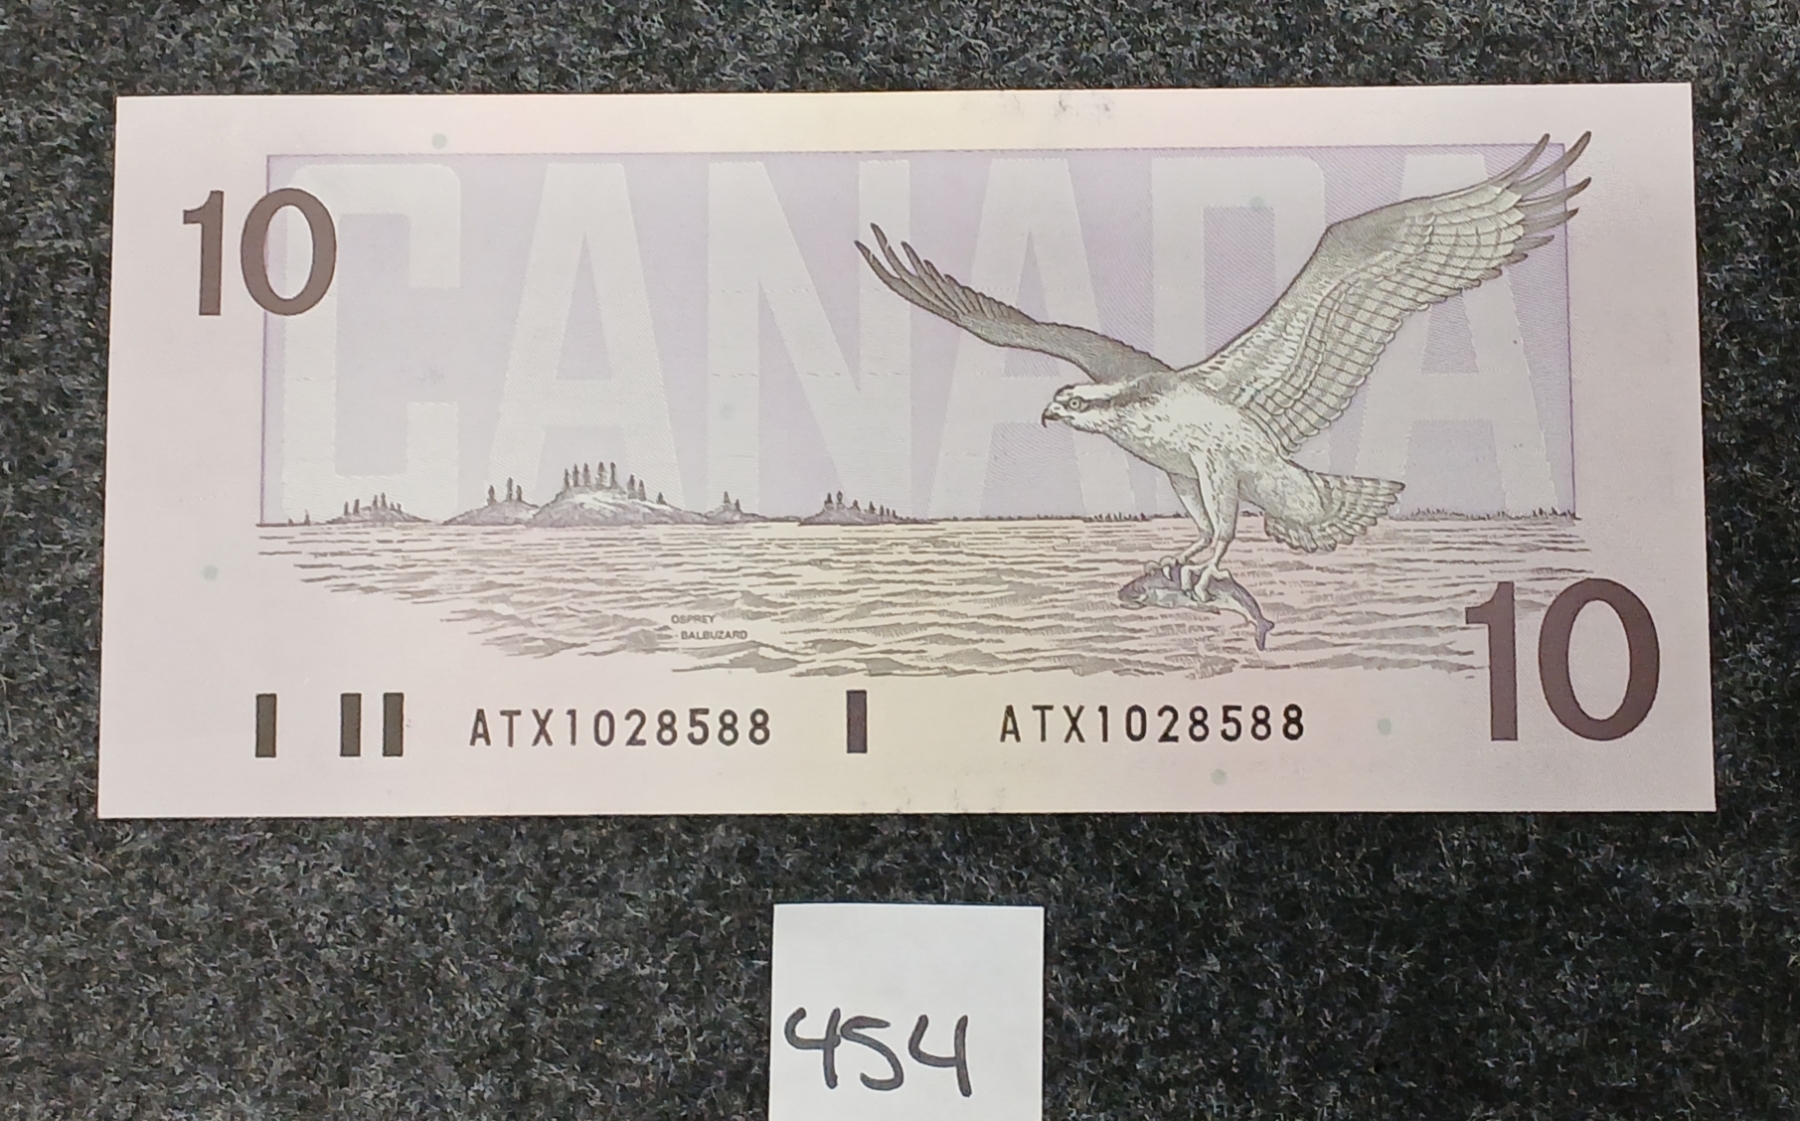 CANADA
10
OSPREY
BALBUZARD
10
ATX1028588 ATX1028588
454